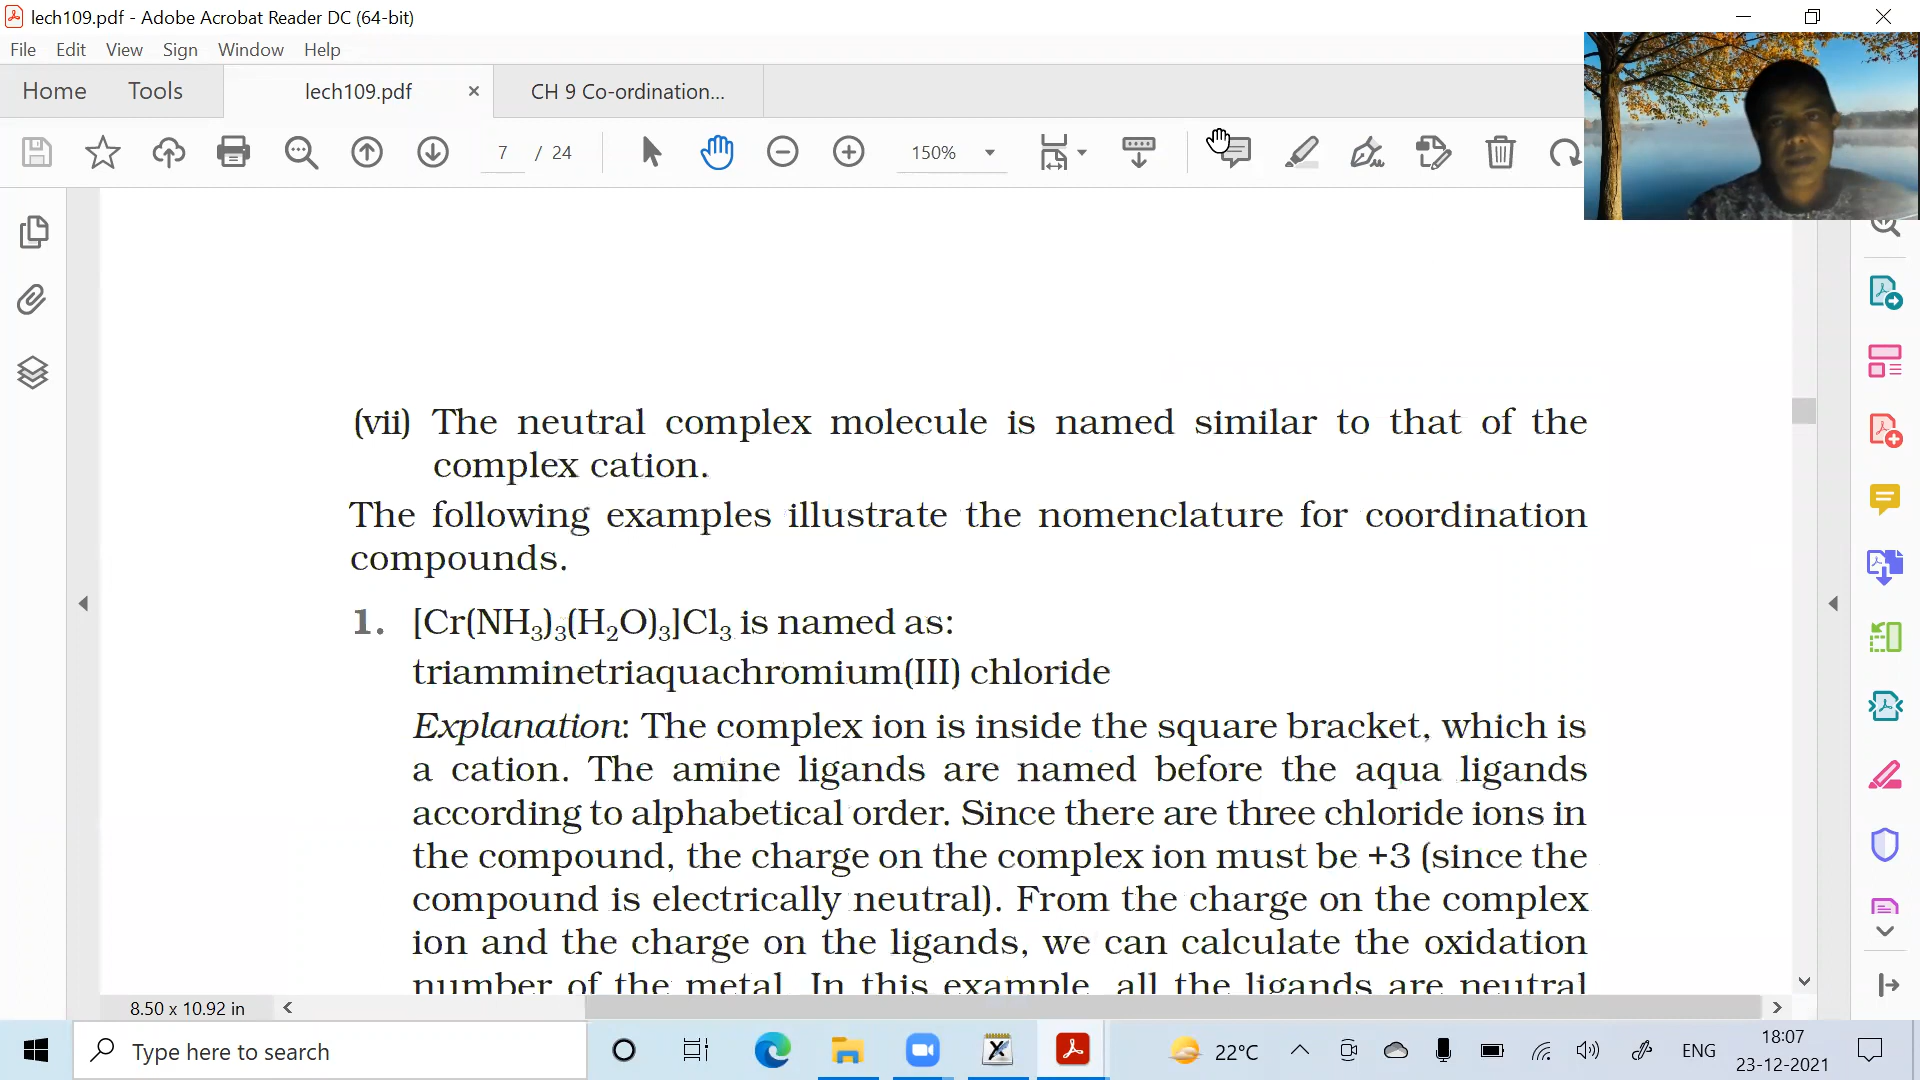 lech109.pdf - Adobe Acrobat Reader DC (64-bit)
File Edit View Sign Window Help
Home Tools lech109.pdf × CH 9 Co-ordination...
7 / 24 150%
(vii) The neutral complex molecule is named similar to that of the
complex cation.
The following examples illustrate the nomenclature for coordination
compounds.
1. [Cr(NH₃)₃(H₂O)₃]Cl₃ is named as:
triamminetriaquachromium(III) chloride
Explanation: The complex ion is inside the square bracket, which is
a cation. The amine ligands are named before the aqua ligands
according to alphabetical order. Since there are three chloride ions in
the compound, the charge on the complex ion must be +3 (since the
compound is electrically neutral). From the charge on the complex
ion and the charge on the ligands, we can calculate the oxidation
number of the metal. In this example, all the ligands are neutral
8.50 x 10.92 in
Type here to search
22°C
ENG
18:07
23-12-2021